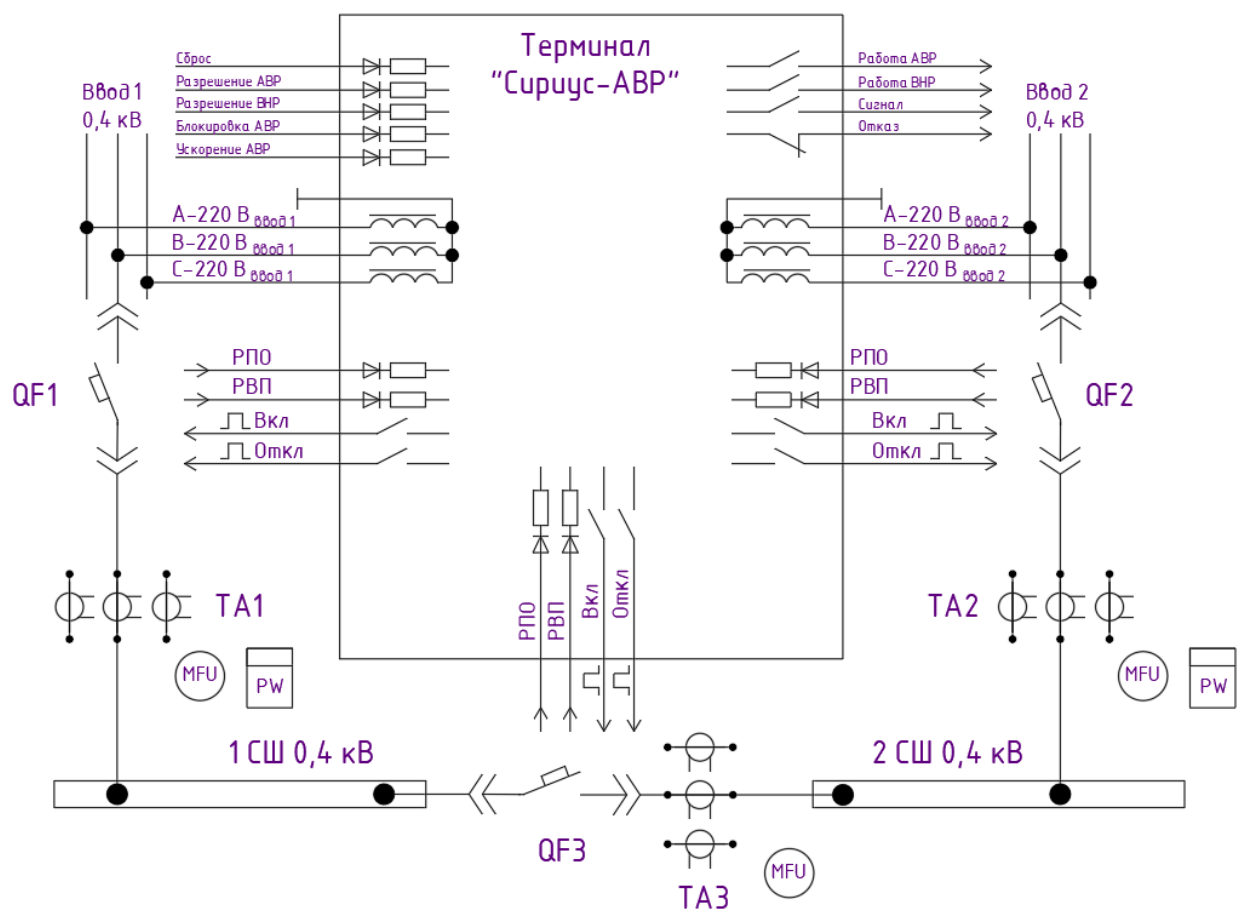 Терминал
"Сириус-АВР"
Сброс
Разрешение АВР
Разрешение ВНР
Блокировка АВР
Ускорение АВР
Работа АВР
Работа ВНР
Сигнал
Отказ
Ввод 1
0,4 кВ
Ввод 2
0,4 кВ
А-220 В ввод 1
В-220 В ввод 1
С-220 В ввод 1
А-220 В ввод 2
В-220 В ввод 2
С-220 В ввод 2
QF1
РПО
РВП
Вкл
Откл
РПО
РВП
Вкл
Откл
QF2
РПО
РВП
Вкл
Откл
ТА1
MFU
PW
ТА2
MFU
PW
1 СШ 0,4 кВ
2 СШ 0,4 кВ
QF3
ТА3
MFU